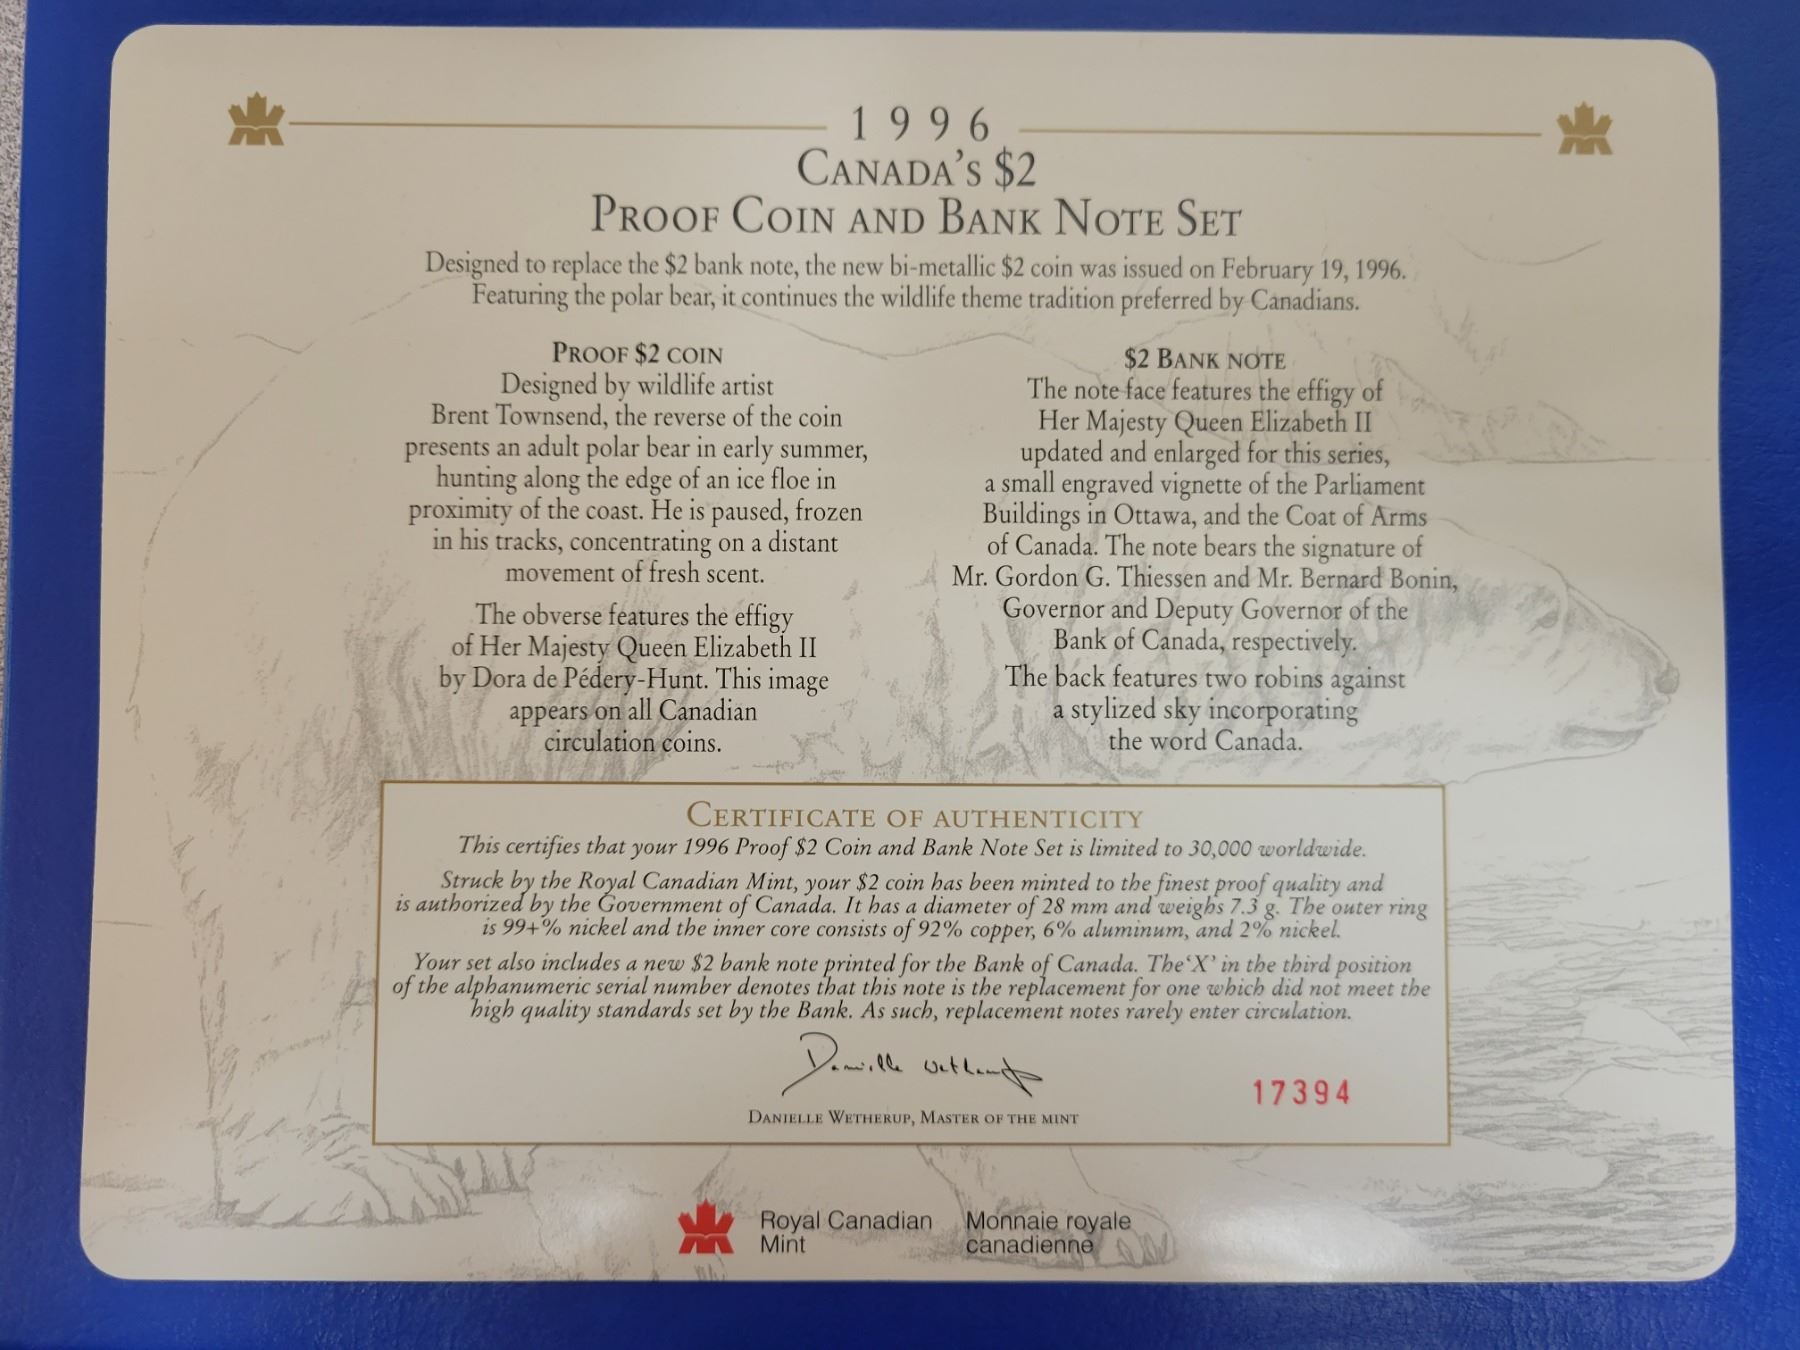 1996
CANADA'S $2
PROOF COIN AND BANK NOTE SET
Designed to replace the $2 bank note, the new bi-metallic $2 coin was issued on February 19, 1996.
Featuring the polar bear, it continues the wildlife theme tradition preferred by Canadians.
PROOF $2 COIN
Designed by wildlife artist
Brent Townsend, the reverse of the coin
presents an adult polar bear in early summer,
hunting along the edge of an ice floe in
proximity of the coast. He is paused, frozen
in his tracks, concentrating on a distant
movement of fresh scent.
The obverse features the effigy
of Her Majesty Queen Elizabeth II
by Dora de Pédery-Hunt. This image
appears on all Canadian
circulation coins.
$2 BANK NOTE
The note face features the effigy of
Her Majesty Queen Elizabeth II
updated and enlarged for this series,
a small engraved vignette of the Parliament
Buildings in Ottawa, and the Coat of Arms
of Canada. The note bears the signature of
Mr. Gordon G. Thiessen and Mr. Bernard Bonin,
Governor and Deputy Governor of the
Bank of Canada, respectively.
The back features two robins against
a stylized sky incorporating
the word Canada.
CERTIFICATE OF AUTHENTICITY
This certifies that your 1996 Proof $2 Coin and Bank Note Set is limited to 30,000 worldwide.
Struck by the Royal Canadian Mint, your $2 coin has been minted to the finest proof quality and
is authorized by the Government of Canada. It has a diameter of 28 mm and weighs 7.3 g. The outer ring
is 99+% nickel and the inner core consists of 92% copper, 6% aluminum, and 2% nickel.
Your set also includes a new $2 bank note printed for the Bank of Canada. The 'X' in the third position
of the alphanumeric serial number denotes that this note is the replacement for one which did not meet the
high quality standards set by the Bank. As such, replacement notes rarely enter circulation.
Danielle Wetherup
17394
DANIELLE WETHERUP, MASTER OF THE MINT
Royal Canadian
Mint
Monnaie royale
canadienne